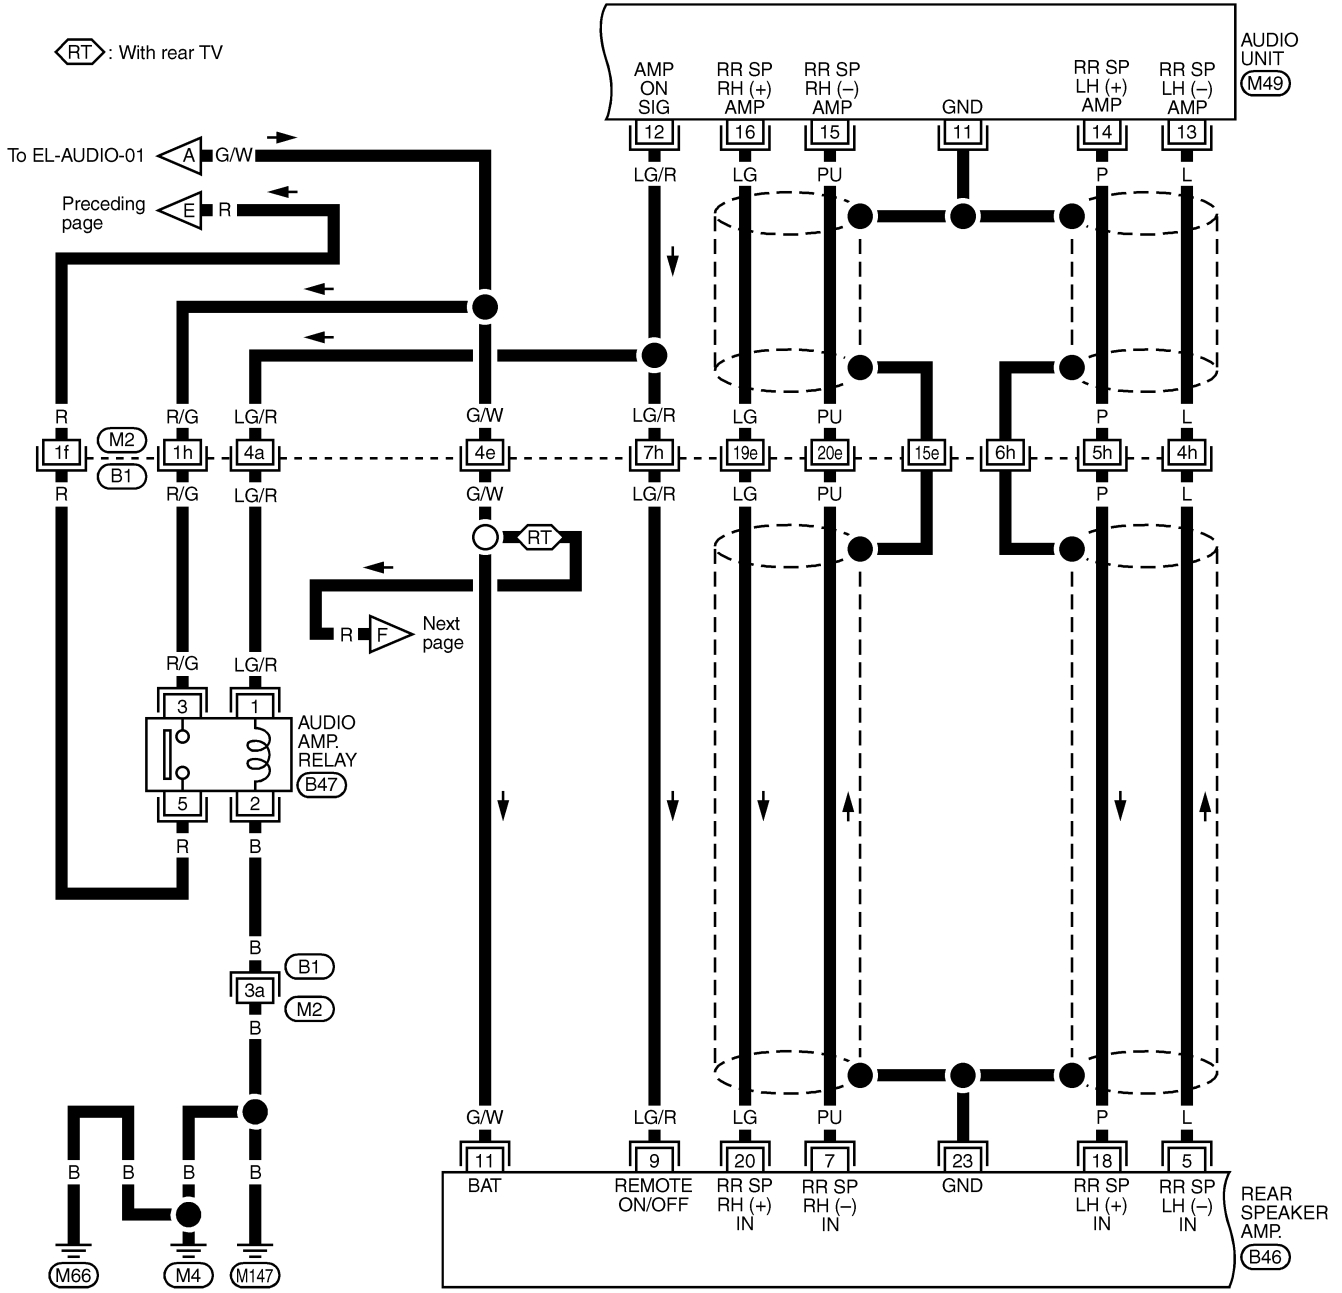 RT : With rear TV
AUDIO
UNIT
M49
AMP
ON
SIG
RR SP
RH (+)
AMP
RR SP
RH (–)
AMP
GND
RR SP
LH (+)
AMP
RR SP
LH (–)
AMP
12 16 15 11 14 13
To EL-AUDIO-01 A G/W
LG/R LG PU P L
Preceding
page
E R
R R/G LG/R G/W LG/R LG PU P L
M2
1f 1h 4a 4e 7h 19e 20e 15e 6h 5h 4h
B1
R R/G LG/R G/W LG/R LG PU P L
RT
R F
Next
page
R/G LG/R
3 1
AUDIO
AMP.
RELAY
B47
5 2
R B
B
B1
3a
M2
B
G/W LG/R LG PU P L
B B B B
11 9 20 7 23 18 5
BAT
REMOTE
ON/OFF
RR SP
RH (+)
IN
RR SP
RH (–)
IN
GND
RR SP
LH (+)
IN
RR SP
LH (–)
IN
REAR
SPEAKER
AMP.
B46
M66 M4 M147